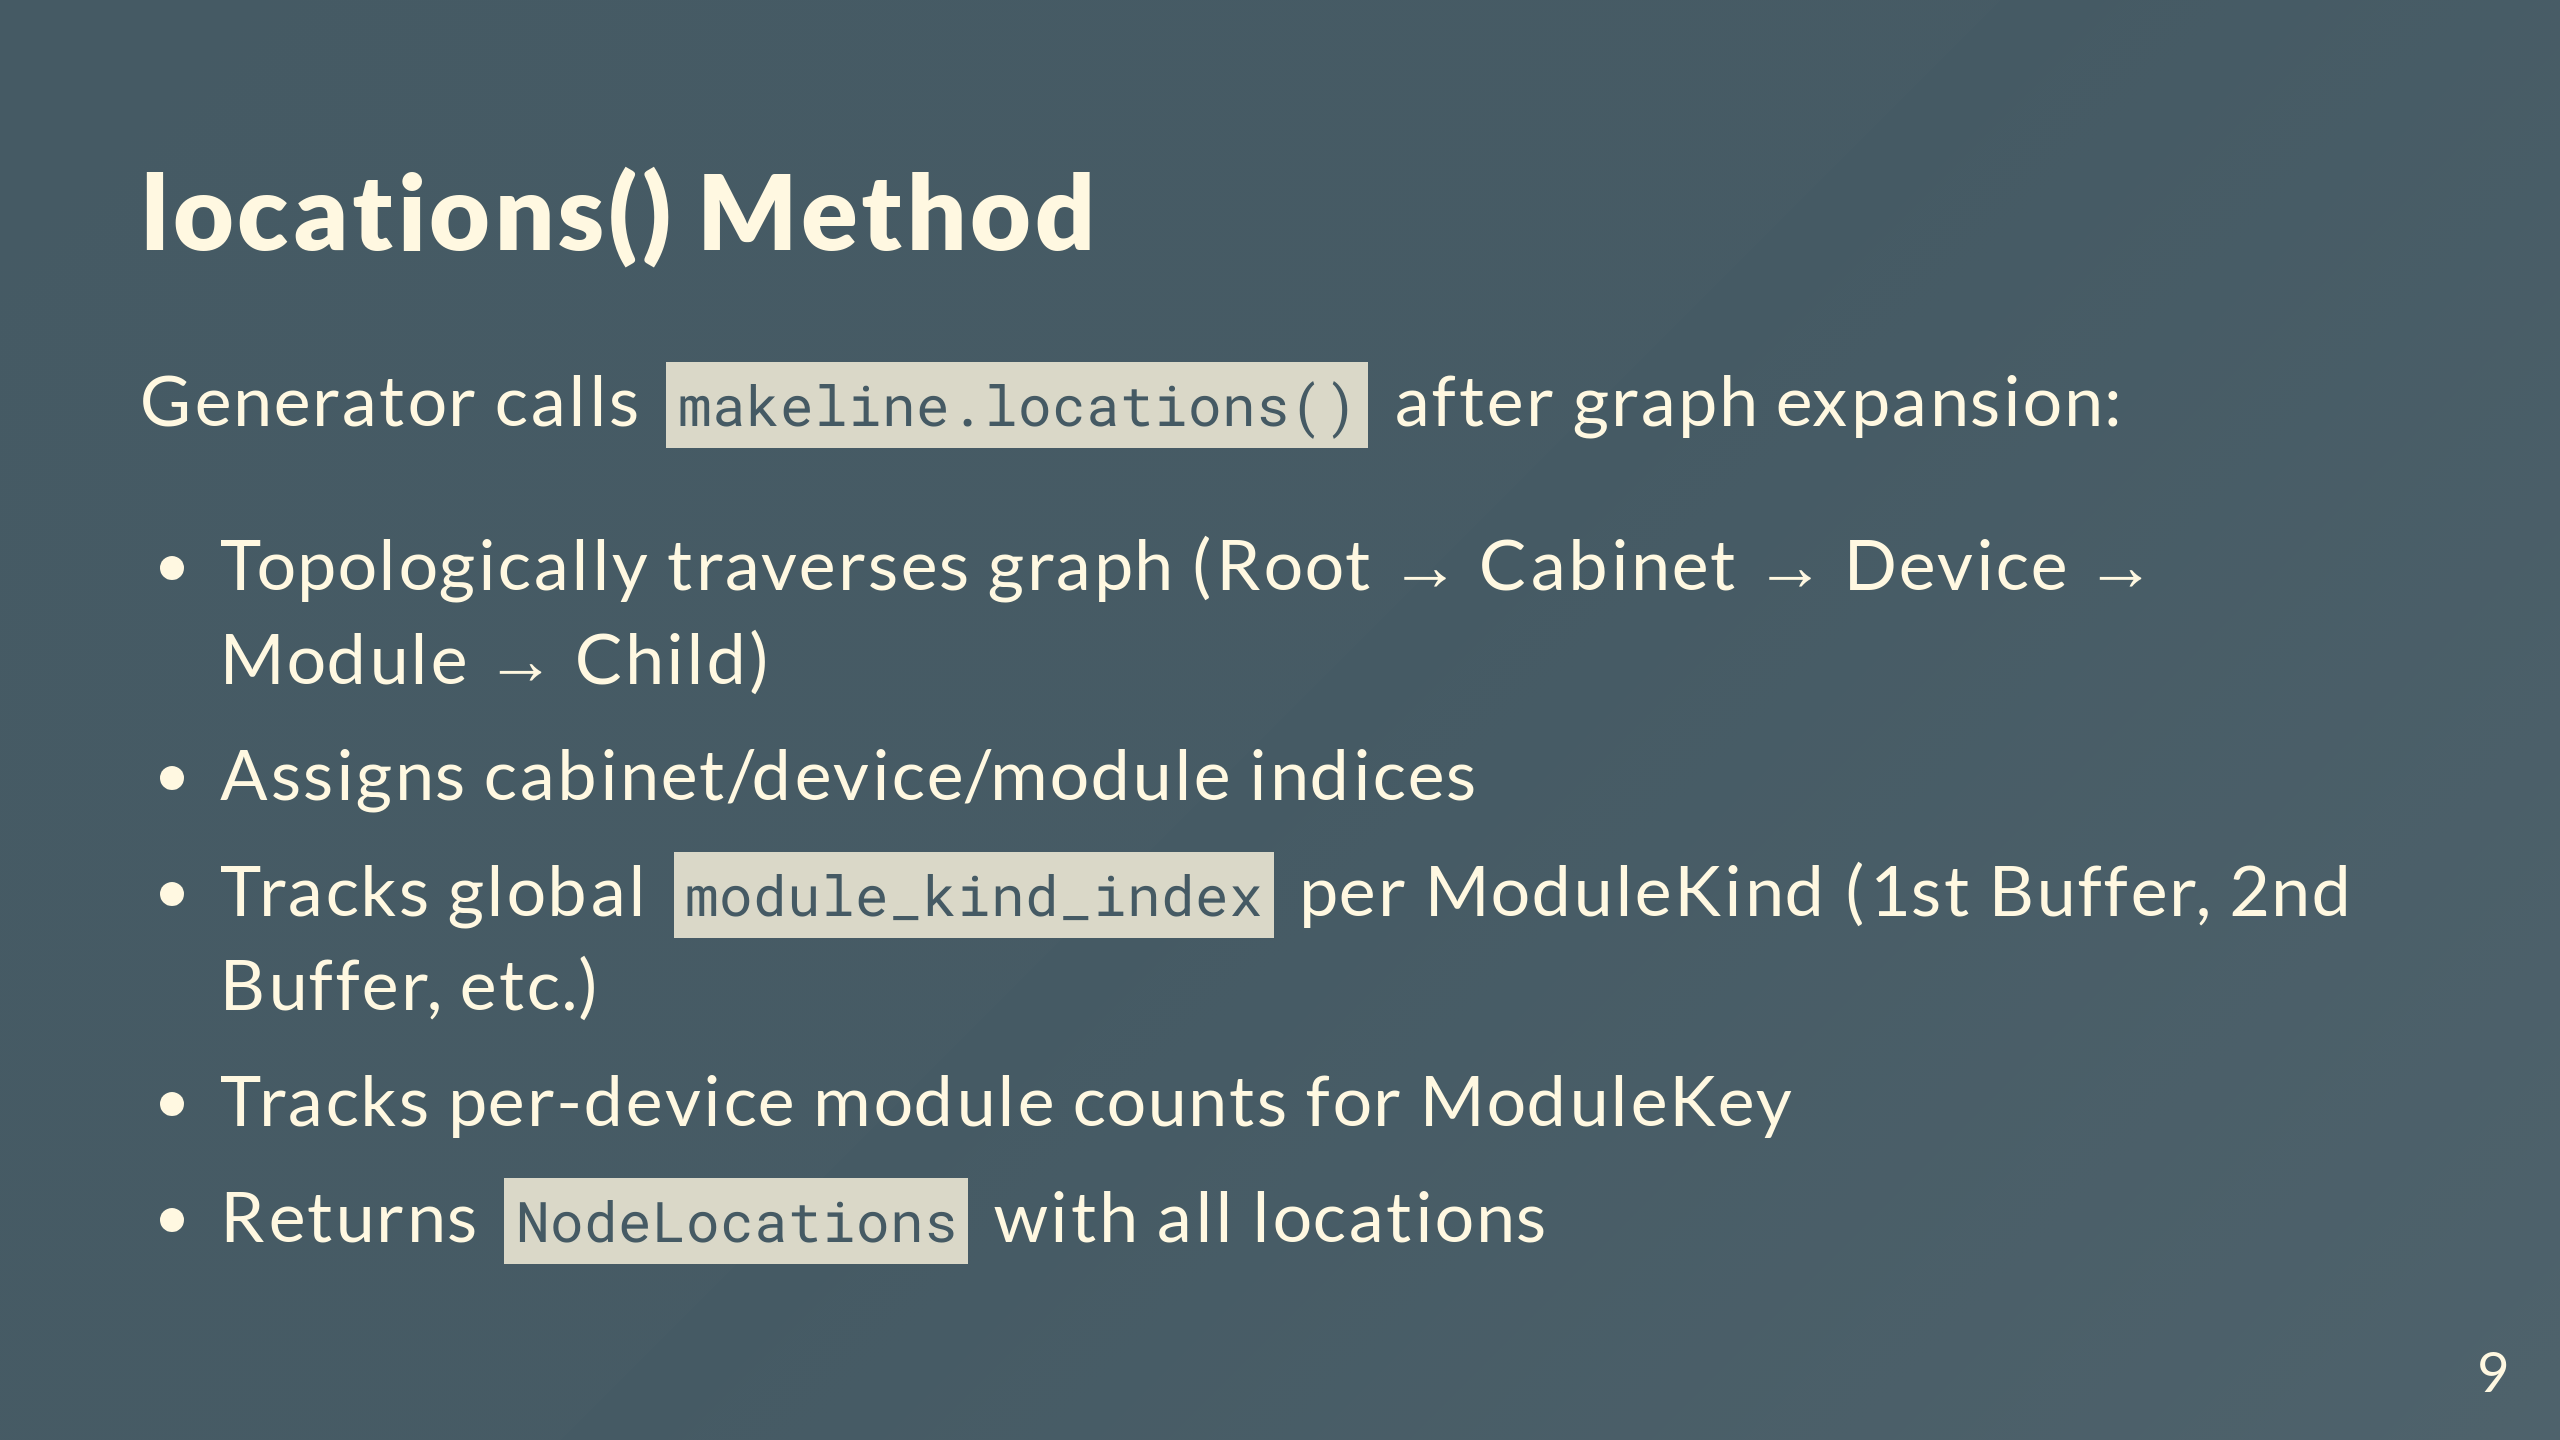 locations() Method
Generator calls makeline.locations() after graph expansion:
• Topologically traverses graph (Root → Cabinet → Device →
Module → Child)
• Assigns cabinet/device/module indices
• Tracks global module_kind_index per ModuleKind (1st Buffer, 2nd
Buffer, etc.)
• Tracks per-device module counts for ModuleKey
• Returns NodeLocations with all locations
9